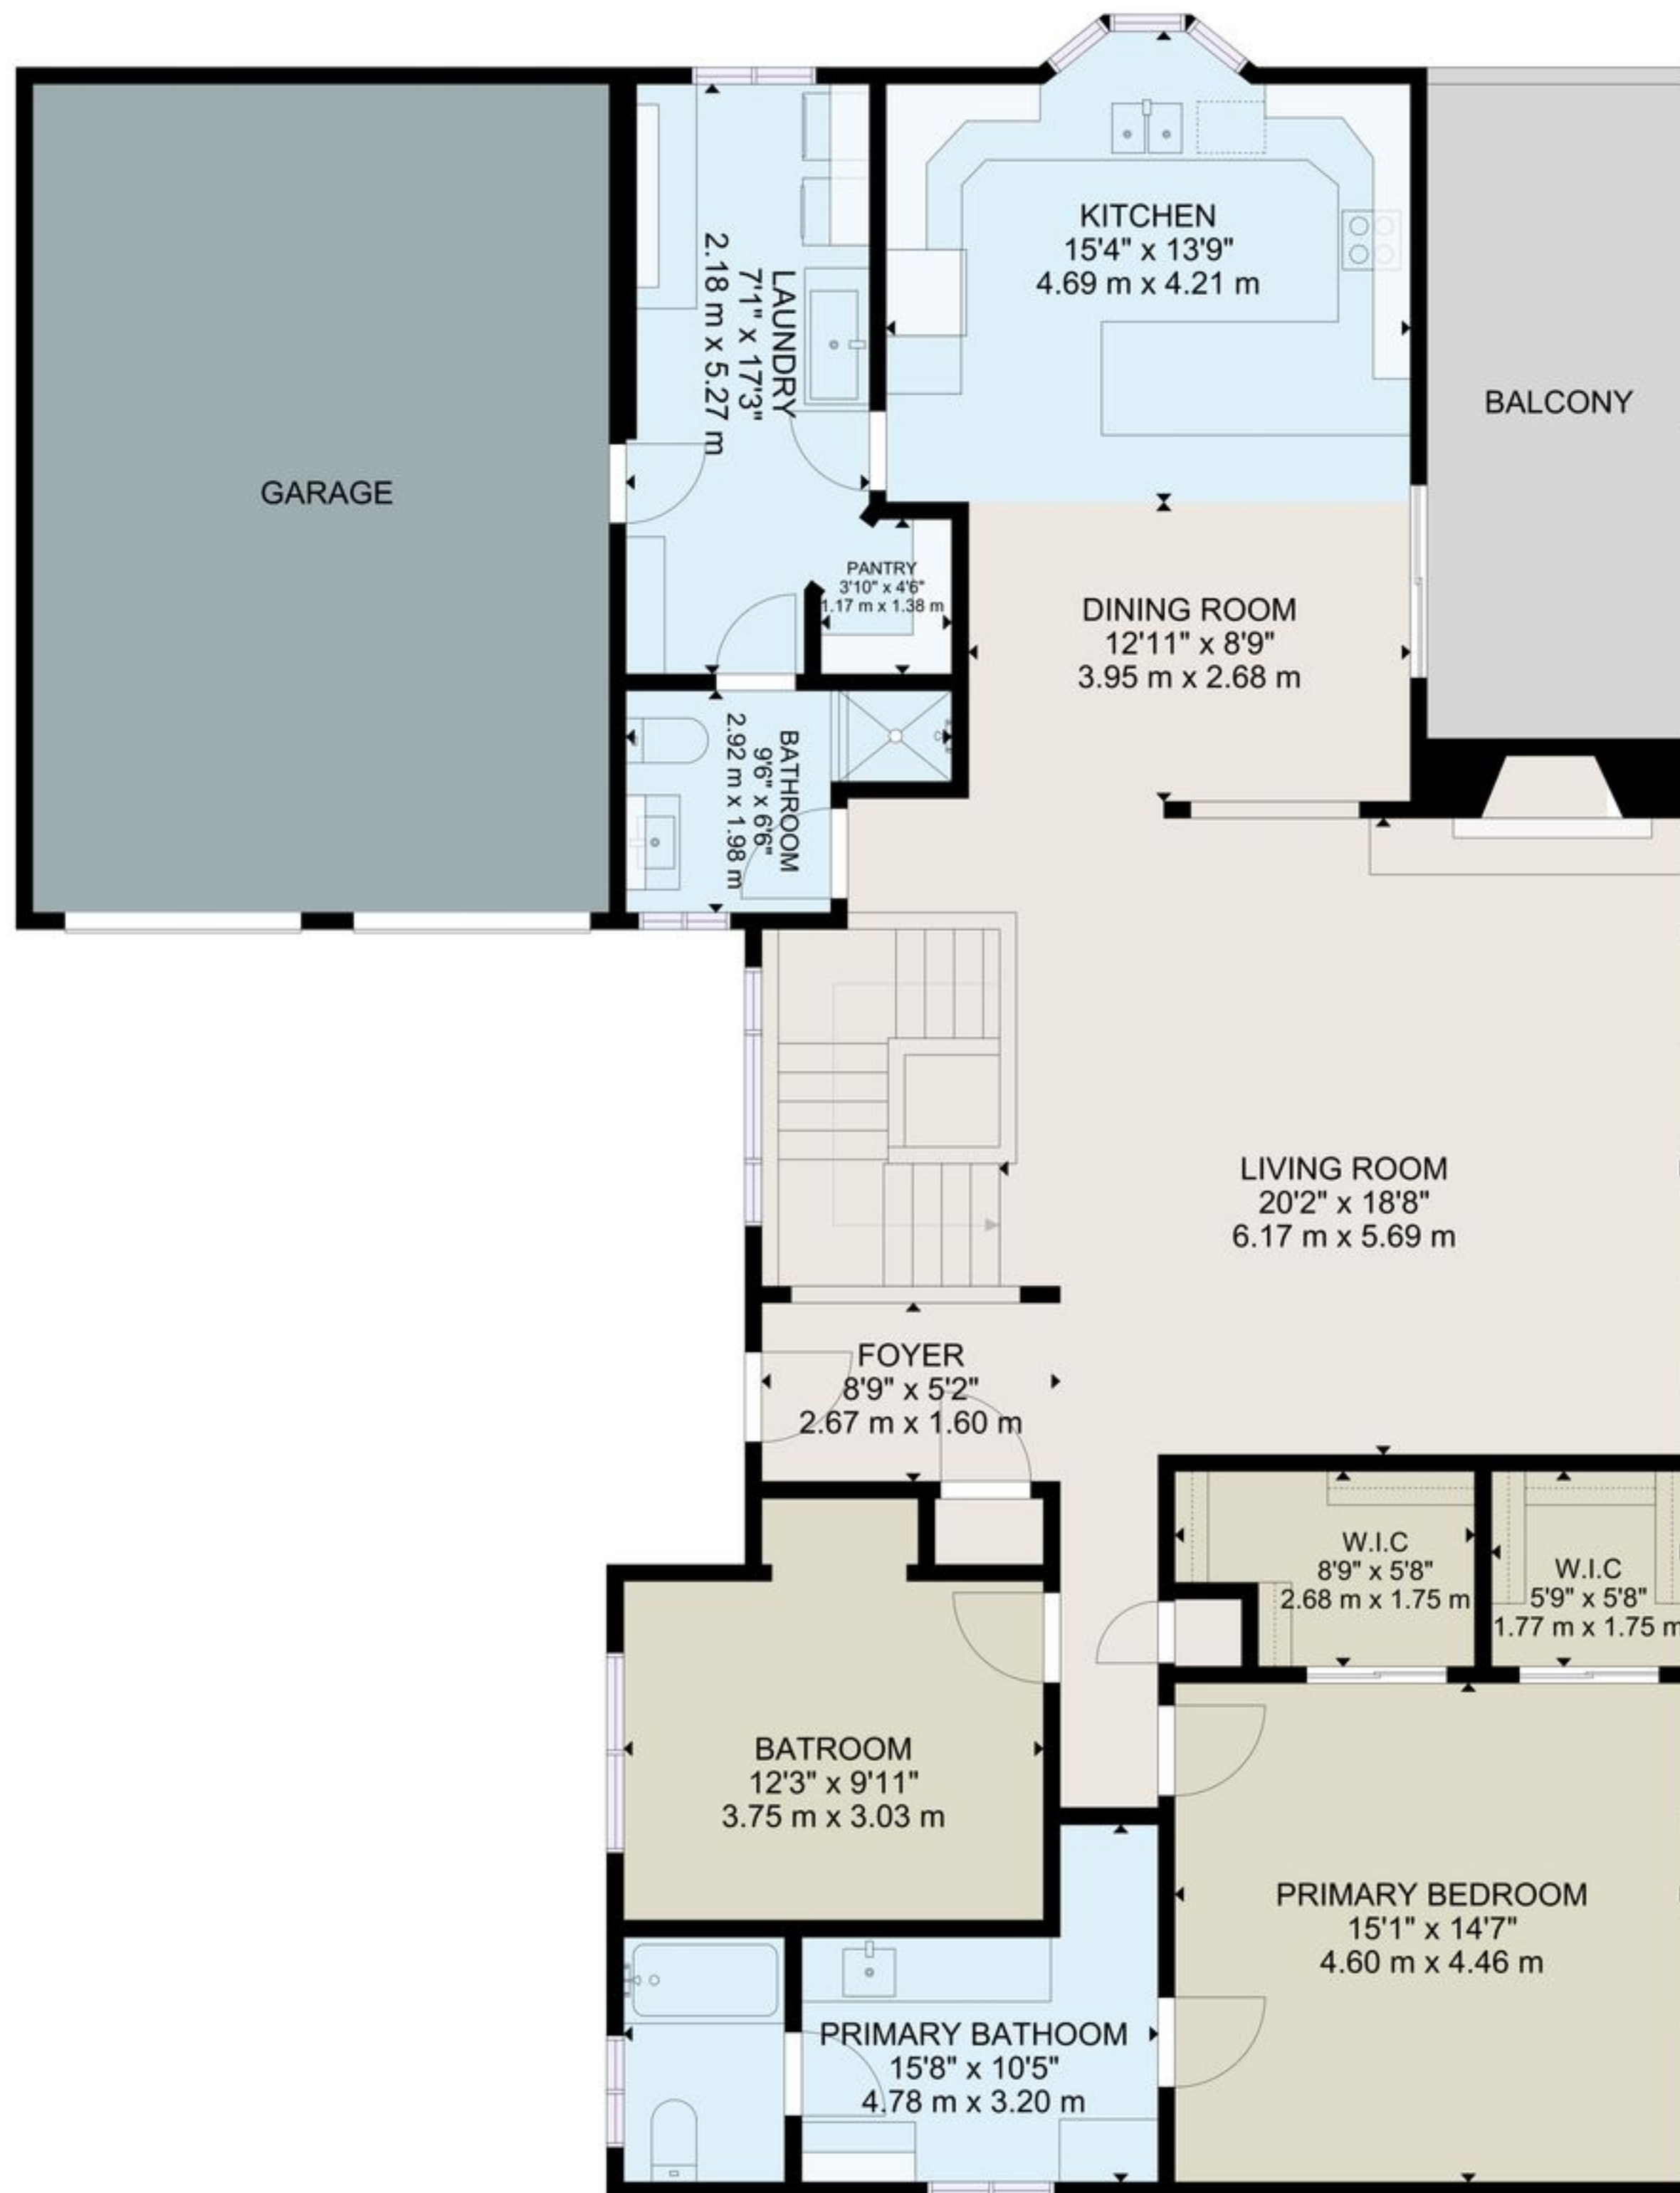 KITCHEN
15'4" x 13'9"
4.69 m x 4.21 m
LAUNDRY
7'1" x 17'3"
2.18 m x 5.27 m
BALCONY
GARAGE
PANTRY
3'10" x 4'6"
1.17 m x 1.38 m
DINING ROOM
12'11" x 8'9"
3.95 m x 2.68 m
BATHROOM
9'6" x 6'6"
2.92 m x 1.98 m
LIVING ROOM
20'2" x 18'8"
6.17 m x 5.69 m
FOYER
8'9" x 5'2"
2.67 m x 1.60 m
W.I.C
8'9" x 5'8"
2.68 m x 1.75 m
W.I.C
5'9" x 5'8"
1.77 m x 1.75 m
BATROOM
12'3" x 9'11"
3.75 m x 3.03 m
PRIMARY BEDROOM
15'1" x 14'7"
4.60 m x 4.46 m
PRIMARY BATHOOM
15'8" x 10'5"
4.78 m x 3.20 m